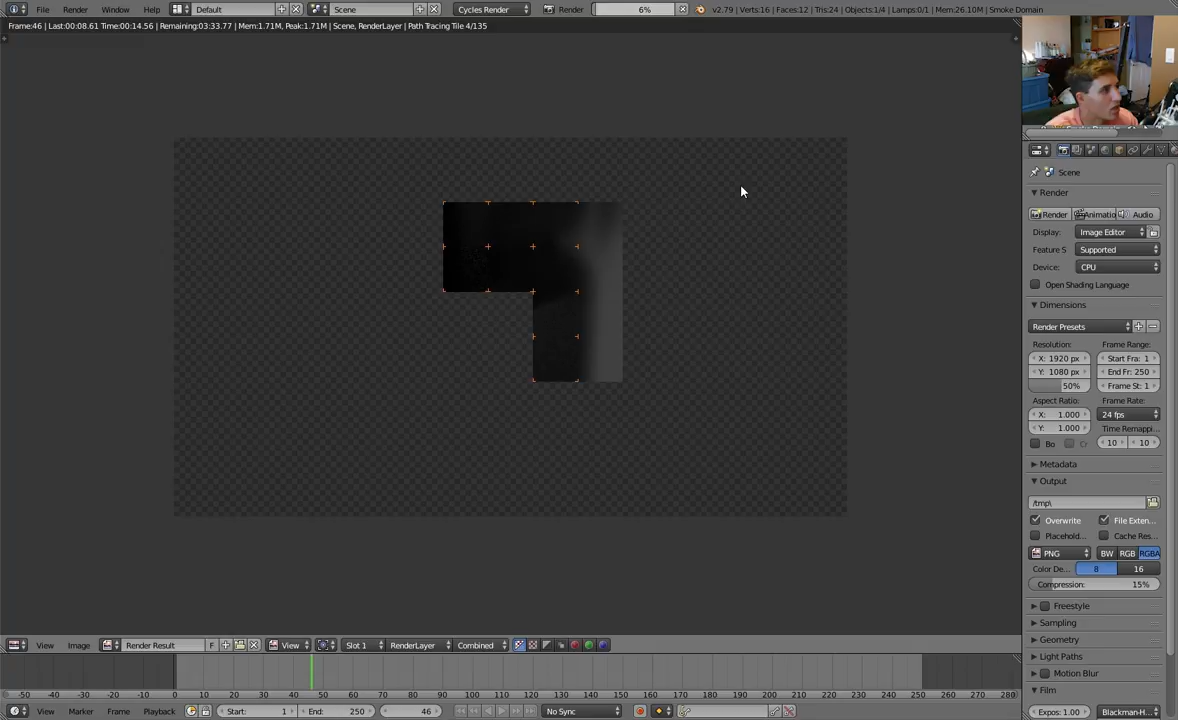 File Render Window Help Default Scene Cycles Render Render 6% v2.79 | Verts:16 | Faces:12 | Tris:24 | Objects:1/4 | Lamps:0/1 | Mem:26.10M | Smoke Domain
Frame:46 | Last:00:08.61 Time:00:14.56 | Remaining:03:33.77 | Mem:1.71M, Peak:1.71M | Scene, RenderLayer | Path Tracing Tile 4/135
Scene
Render
Render Animatio Audio
Display: Image Editor
Feature S Supported
Device: CPU
Open Shading Language
Dimensions
Render Presets
Resolution: Frame Range:
X: 1920 px Start Fra: 1
Y: 1080 px End Fr: 250
50% Frame St: 1
Aspect Ratio: Frame Rate:
X: 1.000 24 fps
Y: 1.000 Time Remappi...
Bo Cr 10 10
Metadata
Output
/tmp\
Overwrite File Exten...
Placehold... Cache Res...
PNG BW RGB RGBA
Color De... 8 16
Compression: 15%
Freestyle
Sampling
Geometry
Light Paths
Motion Blur
Film
Expos: 1.00 Blackman-H...
View Image Render Result F View Slot 1 RenderLayer Combined
-50 -40 -30 -20 -10 0 10 20 30 40 50 60 70 80 90 100 110 120 130 140 150 160 170 180 190 200 210 220 230 240 250 260 270 280
View Marker Frame Playback Start: 1 End: 250 46 No Sync